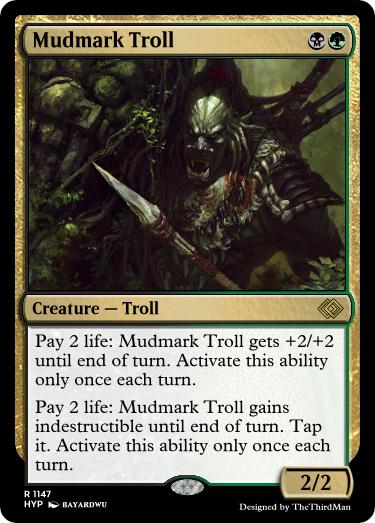 Mudmark Troll
Creature — Troll
Pay 2 life: Mudmark Troll gets +2/+2
until end of turn. Activate this ability
only once each turn.
Pay 2 life: Mudmark Troll gains
indestructible until end of turn. Tap
it. Activate this ability only once each
turn.
2/2
R 1147
HYP BAYARDWU
Designed by TheThirdMan